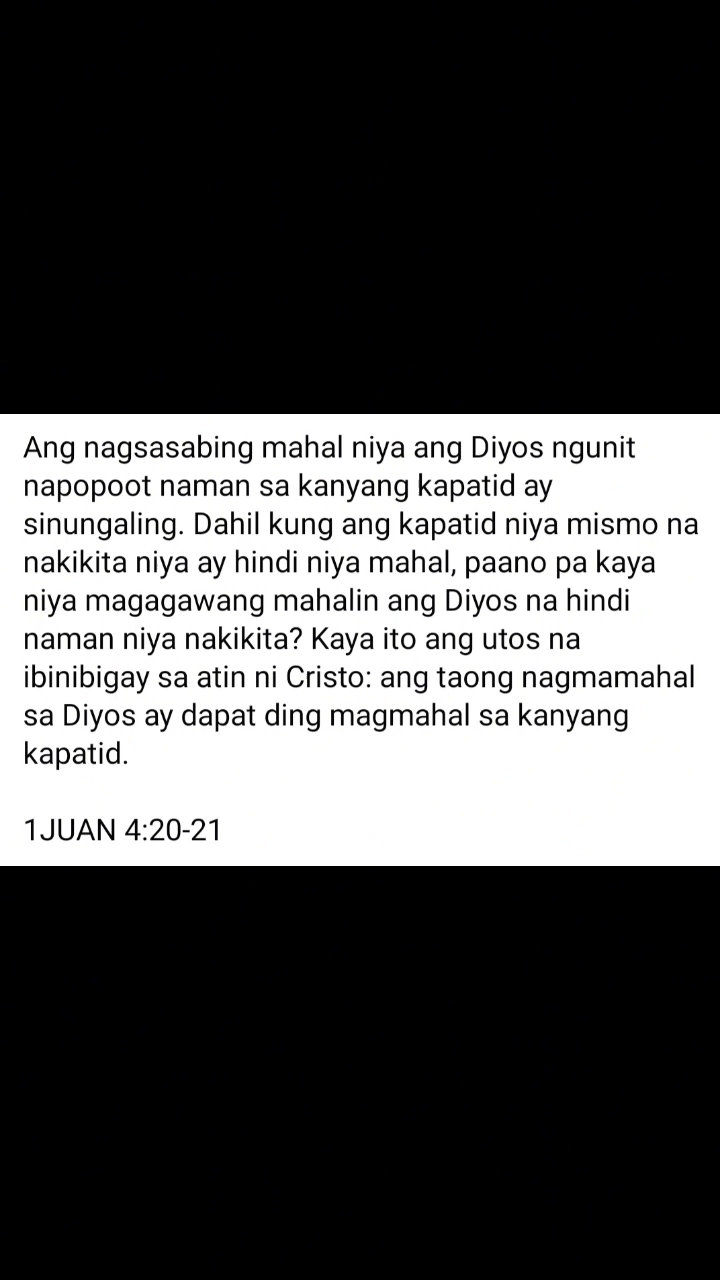 Ang nagsasabing mahal niya ang Diyos ngunit
napopoot naman sa kanyang kapatid ay
sinungaling. Dahil kung ang kapatid niya mismo na
nakikita niya ay hindi niya mahal, paano pa kaya
niya magagawang mahalin ang Diyos na hindi
naman niya nakikita? Kaya ito ang utos na
ibinibigay sa atin ni Cristo: ang taong nagmamahal
sa Diyos ay dapat ding magmahal sa kanyang
kapatid.
1JUAN 4:20-21